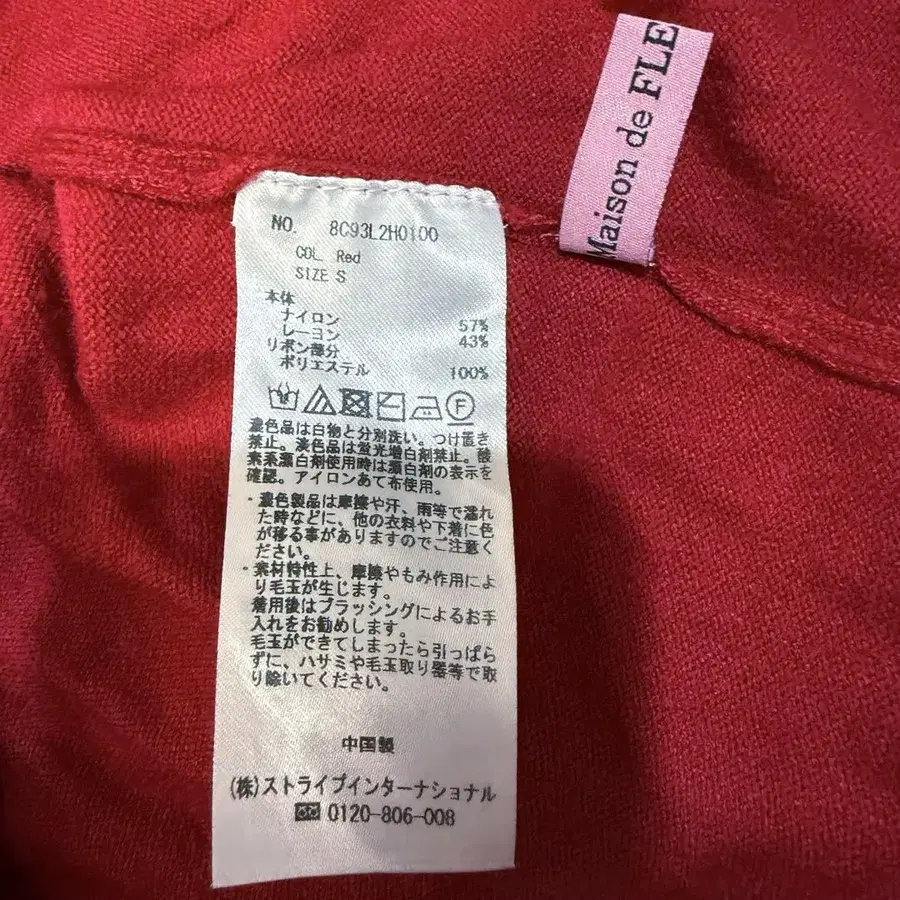 Maison de FLE
NO. 8C93L2H0100
COL Red
SIZE S
本体
ナイロン 57%
レーヨン 43%
リボン部分
ポリエステル 100%
F
濃色品は白物と分別洗い。つけ置き
禁止。淡色品は蛍光増白剤禁止。酸
素系漂白剤使用時は漂白剤の表示を
確認。アイロンあて布使用。
・濃色製品は摩擦や汗、雨等で濡れ
た時などに、他の衣料や下着に色
が移る事がありますのでご注意く
ださい。
・素材特性上、摩擦やもみ作用によ
り毛玉が生じます。
着用後はブラッシングによるお手
入れをお勧めします。
毛玉ができてしまったら引っぱら
ずに、ハサミや毛玉取り器等で取
り除いてください。
中国製
(株)ストライプインターナショナル
0120-806-008